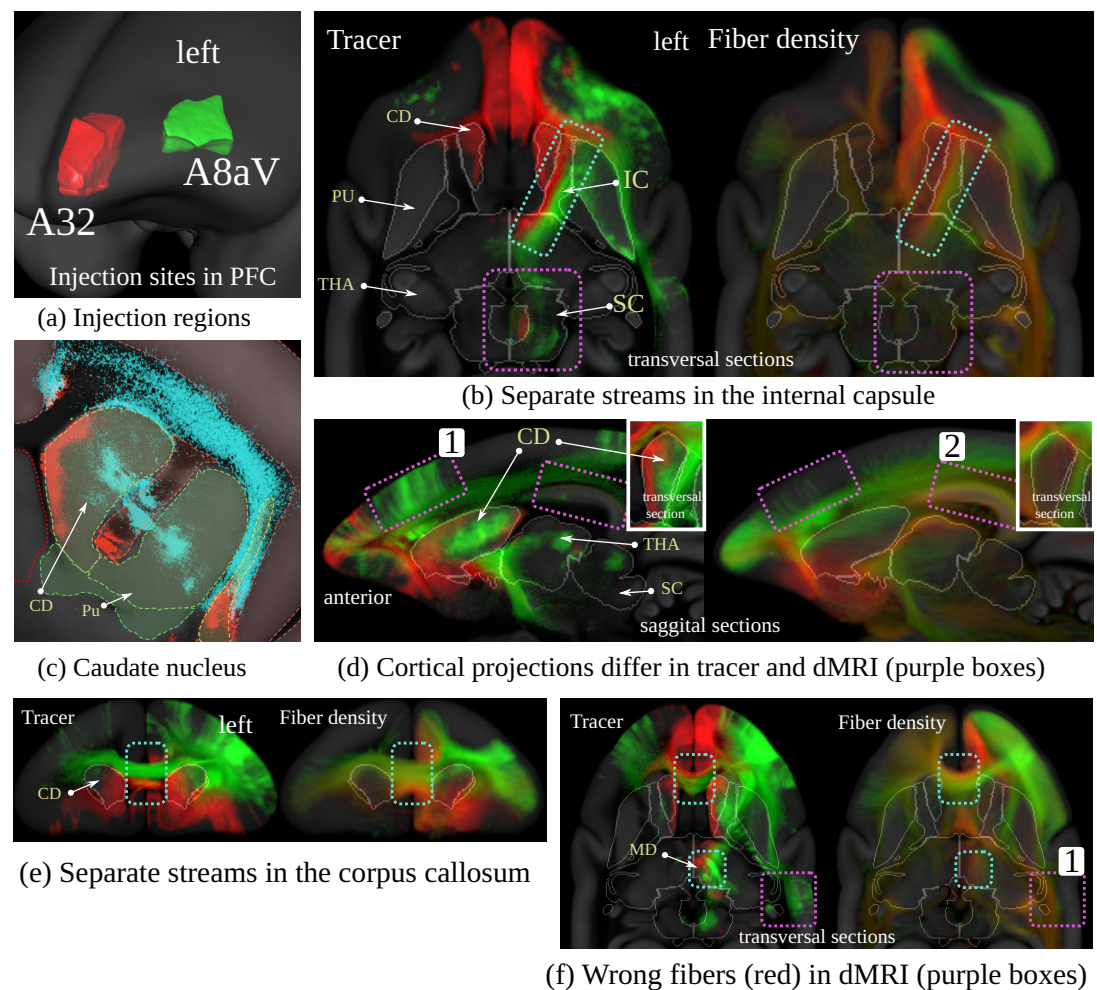 left
A8aV
A32
Injection sites in PFC
(a) Injection regions
Tracer
left
Fiber density
CD
PU
IC
THA
SC
transversal sections
(b) Separate streams in the internal capsule
CD
Pu
(c) Caudate nucleus
1
CD
transversal
section
2
transversal
section
THA
anterior
SC
saggital sections
(d) Cortical projections differ in tracer and dMRI (purple boxes)
Tracer
left
Fiber density
CD
(e) Separate streams in the corpus callosum
Tracer
Fiber density
MD
1
transversal sections
(f) Wrong fibers (red) in dMRI (purple boxes)